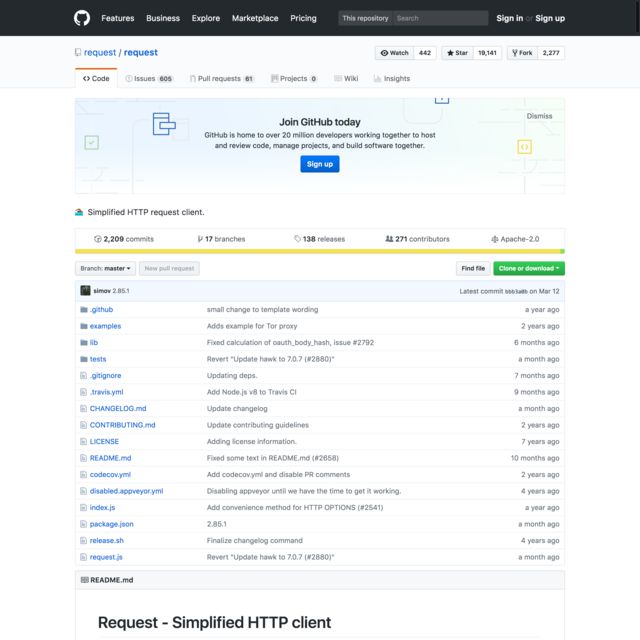 Features Business Explore Marketplace Pricing This repository Search Sign in or Sign up
request / request Watch 442 Star 19,141 Fork 2,277
Code Issues 605 Pull requests 61 Projects 0 Wiki Insights
Dismiss
Join GitHub today
GitHub is home to over 20 million developers working together to host
and review code, manage projects, and build software together.
Sign up
Simplified HTTP request client.
2,209 commits 17 branches 138 releases 271 contributors Apache-2.0
Branch: master New pull request Find file Clone or download
simov 2.85.1 Latest commit bbb3a0b on Mar 12
.github small change to template wording a year ago
examples Adds example for Tor proxy 2 years ago
lib Fixed calculation of oauth_body_hash, issue #2792 6 months ago
tests Revert "Update hawk to 7.0.7 (#2880)" a month ago
.gitignore Updating deps. 7 months ago
.travis.yml Add Node.js v8 to Travis CI 9 months ago
CHANGELOG.md Update changelog a month ago
CONTRIBUTING.md Update contributing guidelines 2 years ago
LICENSE Adding license information. 7 years ago
README.md Fixed some text in README.md (#2658) 10 months ago
codecov.yml Add codecov.yml and disable PR comments 2 years ago
disabled.appveyor.yml Disabling appveyor until we have the time to get it working. 4 years ago
index.js Add convenience method for HTTP OPTIONS (#2541) a year ago
package.json 2.85.1 a month ago
release.sh Finalize changelog command 4 years ago
request.js Revert "Update hawk to 7.0.7 (#2880)" a month ago
README.md
Request - Simplified HTTP client